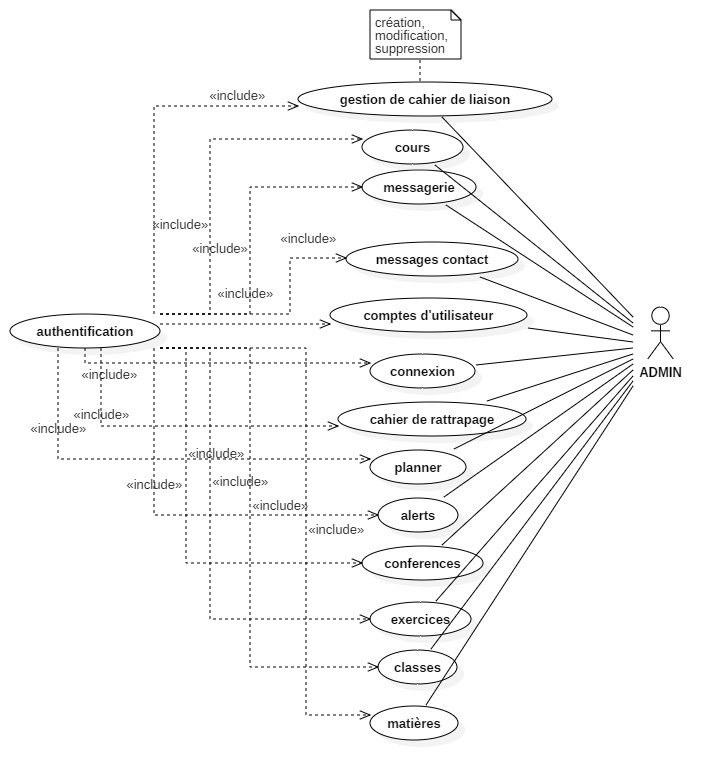 création,
modification,
suppression
«include»
gestion de cahier de liaison
cours
messagerie
«include»
«include»
«include»
messages contact
«include»
comptes d'utilisateur
authentification
connexion
ADMIN
«include»
«include»
cahier de rattrapage
«include»
«include»
planner
«include»
«include»
«include»
alerts
«include»
conferences
exercices
classes
matières